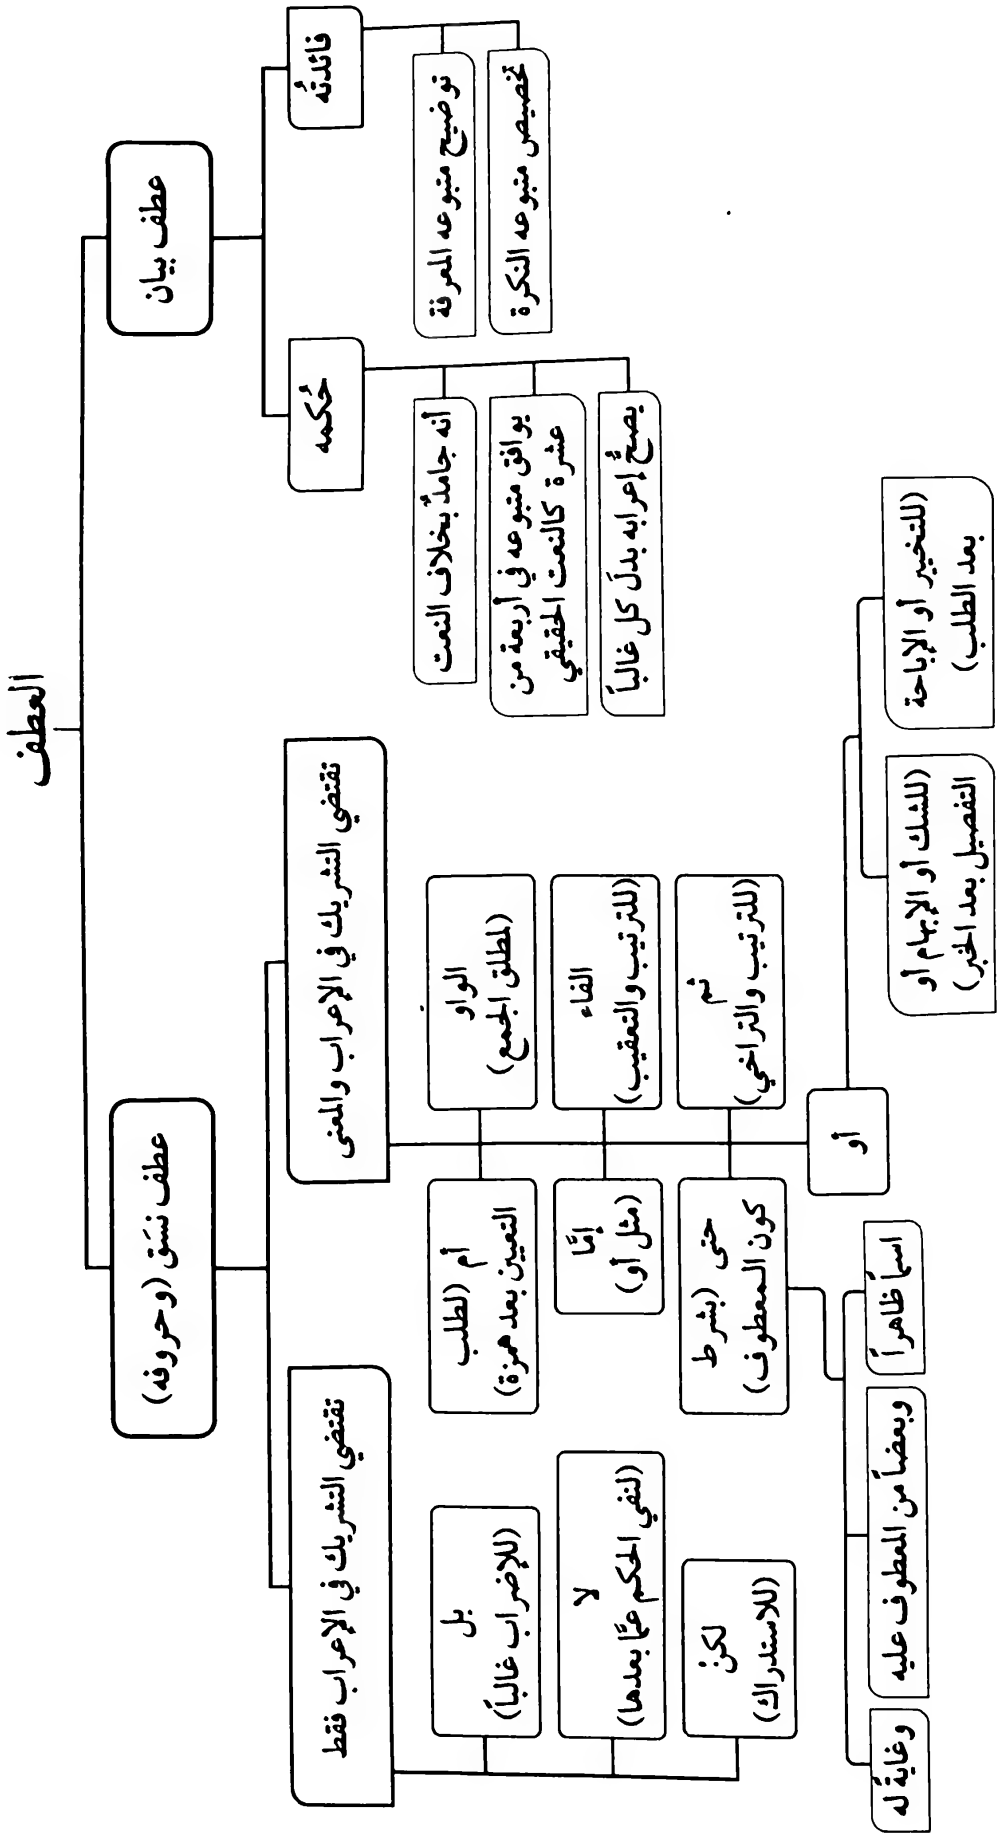 العطف
عطف بيان
فائدتهُ
توضيح متبوعه المعرفة
تخصيص متبوعه النكرة
حُكمه
أنه جامدٌ بخلاف النعت
يوافق متبوعه في أربعة من
عشرة كالنعت الحقيقي
يصحُّ إعرابه بدلَ كل غالباً
عطف نسَق (وحروفه)
تقتضي التشريك في الإعراب والمعنى
الواو
(لمطلق الجمع)
الفاء
(للترتيب والتعقيب)
ثم
(للترتيب والتراخي)
أم (لطلب
التعيين بعد همزة)
إمَّا
(مثل أو)
حتى (بشرط
كون المعطوف)
اسماً ظاهراً
وبعضاً من المعطوف عليه
وغايةً له
أو
(للتخيير أو الإباحة
بعد الطلب)
(للشك أو الإبهام أو
التفصيل بعد الخبر)
تقتضي التشريك في الإعراب فقط
بل
(للإضراب غالباً)
لا
(لنفي الحكم عمَّا بعدها)
لكنْ
(للاستدراك)